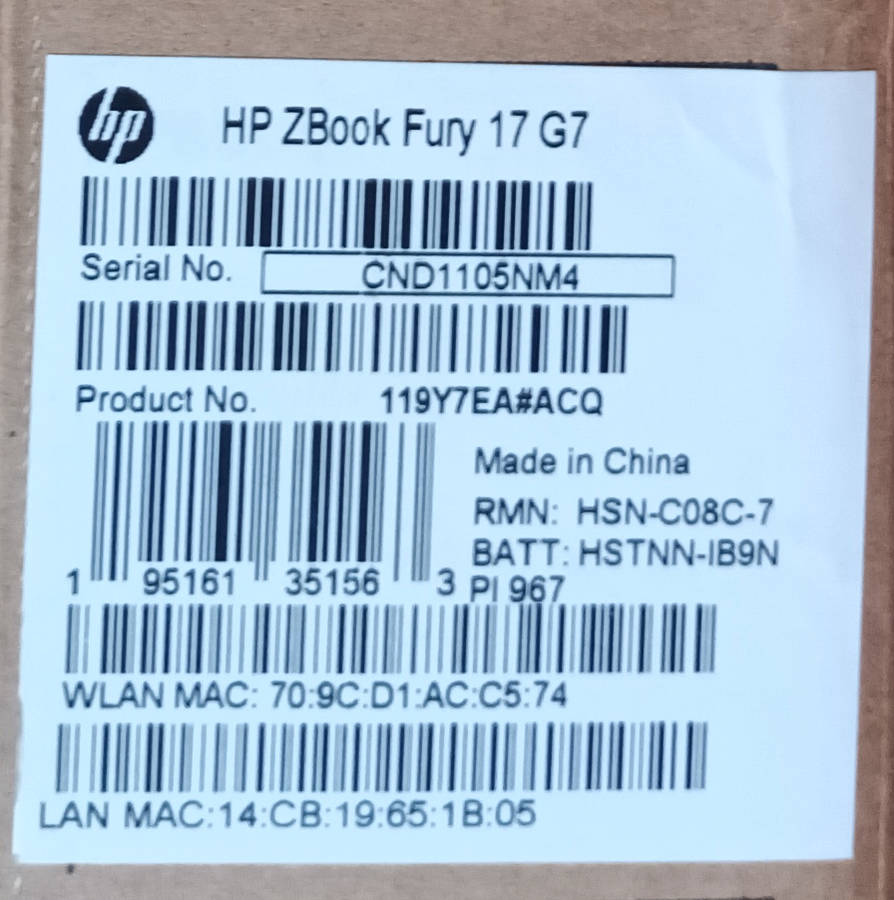 hp HP ZBook Fury 17 G7
Serial No. CND1105NM4
Product No. 119Y7EA#ACQ
Made in China
RMN: HSN-C08C-7
BATT: HSTNN-IB9N
1 95161 35156 3 PI 967
WLAN MAC: 70:9C:D1:AC:C5:74
LAN MAC:14:CB:19:65:1B:05